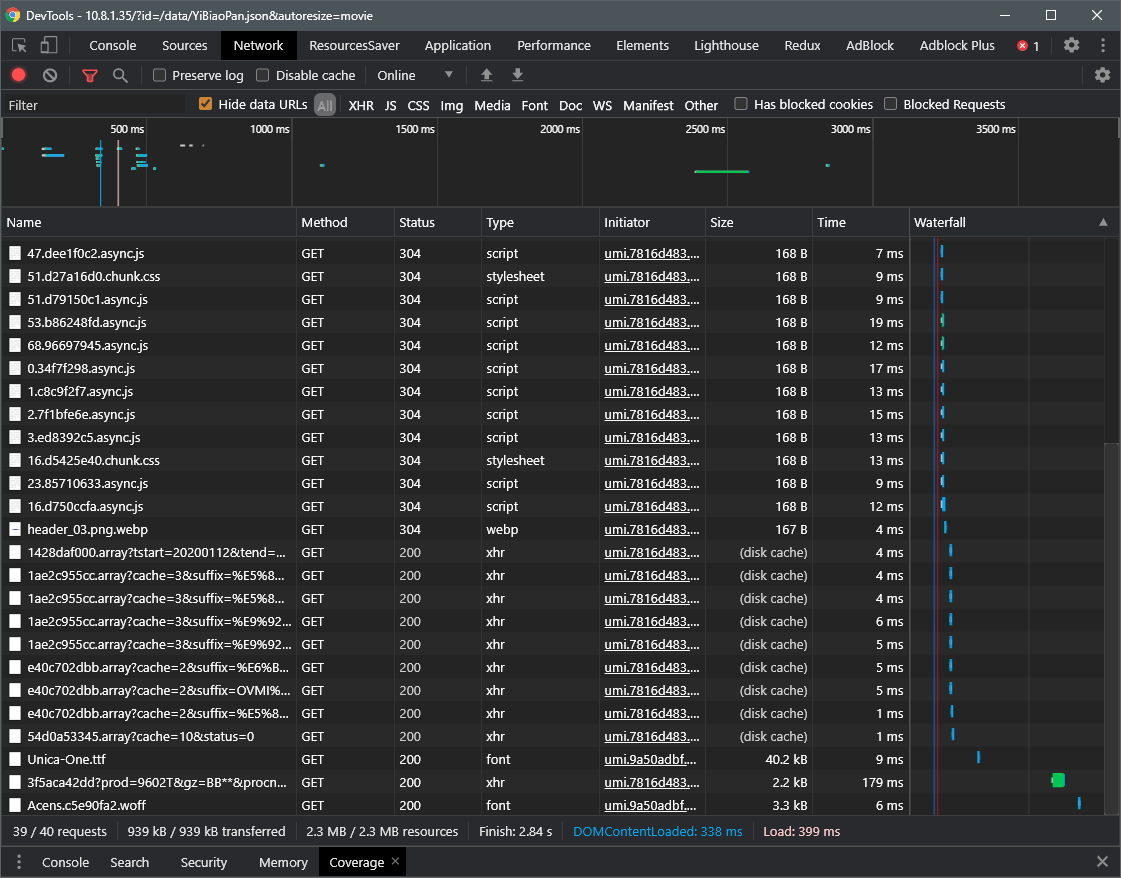 DevTools - 10.8.1.35/?id=/data/YiBiaoPan.json&autoresize=movie
Console Sources Network ResourcesSaver Application Performance Elements Lighthouse Redux AdBlock Adblock Plus 1
Preserve log Disable cache Online
Filter Hide data URLs All XHR JS CSS Img Media Font Doc WS Manifest Other Has blocked cookies Blocked Requests
500 ms 1000 ms 1500 ms 2000 ms 2500 ms 3000 ms 3500 ms
Name Method Status Type Initiator Size Time Waterfall
47.dee1f0c2.async.js GET 304 script umi.7816d483.... 168 B 7 ms
51.d27a16d0.chunk.css GET 304 stylesheet umi.7816d483.... 168 B 9 ms
51.d79150c1.async.js GET 304 script umi.7816d483.... 168 B 9 ms
53.b86248fd.async.js GET 304 script umi.7816d483.... 168 B 19 ms
68.96697945.async.js GET 304 script umi.7816d483.... 168 B 12 ms
0.34f7f298.async.js GET 304 script umi.7816d483.... 168 B 17 ms
1.c8c9f2f7.async.js GET 304 script umi.7816d483.... 168 B 13 ms
2.7f1bfe6e.async.js GET 304 script umi.7816d483.... 168 B 15 ms
3.ed8392c5.async.js GET 304 script umi.7816d483.... 168 B 13 ms
16.d5425e40.chunk.css GET 304 stylesheet umi.7816d483.... 168 B 13 ms
23.85710633.async.js GET 304 script umi.7816d483.... 168 B 9 ms
16.d750ccfa.async.js GET 304 script umi.7816d483.... 168 B 12 ms
header_03.png.webp GET 304 webp umi.7816d483.... 167 B 4 ms
1428daf000.array?tstart=20200112&tend=... GET 200 xhr umi.7816d483.... (disk cache) 4 ms
1ae2c955cc.array?cache=3&suffix=%E5%8... GET 200 xhr umi.7816d483.... (disk cache) 4 ms
1ae2c955cc.array?cache=3&suffix=%E5%8... GET 200 xhr umi.7816d483.... (disk cache) 4 ms
1ae2c955cc.array?cache=3&suffix=%E9%92... GET 200 xhr umi.7816d483.... (disk cache) 6 ms
1ae2c955cc.array?cache=3&suffix=%E9%92... GET 200 xhr umi.7816d483.... (disk cache) 5 ms
e40c702dbb.array?cache=2&suffix=%E6%B... GET 200 xhr umi.7816d483.... (disk cache) 5 ms
e40c702dbb.array?cache=2&suffix=OVMI%... GET 200 xhr umi.7816d483.... (disk cache) 5 ms
e40c702dbb.array?cache=2&suffix=%E5%8... GET 200 xhr umi.7816d483.... (disk cache) 1 ms
54d0a53345.array?cache=10&status=0 GET 200 xhr umi.7816d483.... (disk cache) 1 ms
Unica-One.ttf GET 200 font umi.9a50adbf.... 40.2 kB 9 ms
3f5aca42dd?prod=9602T&gz=BB**&procn... GET 200 xhr umi.7816d483.... 2.2 kB 179 ms
Acens.c5e90fa2.woff GET 200 font umi.9a50adbf.... 3.3 kB 6 ms
39 / 40 requests 939 kB / 939 kB transferred 2.3 MB / 2.3 MB resources Finish: 2.84 s DOMContentLoaded: 338 ms Load: 399 ms
Console Search Security Memory Coverage